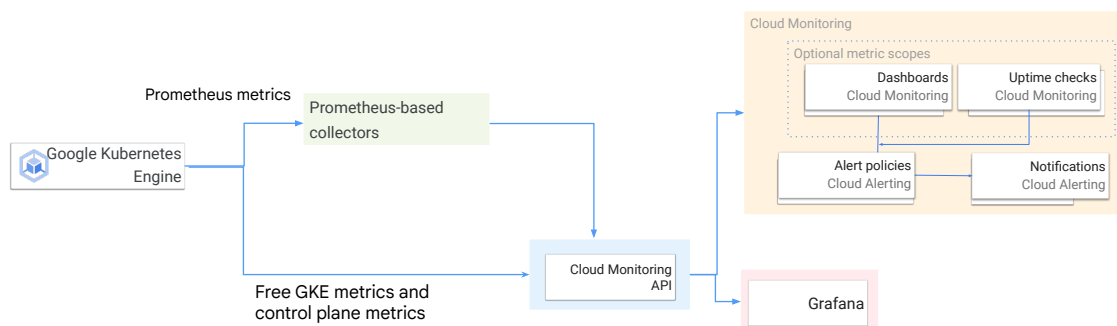 Cloud Monitoring
Optional metric scopes
Dashboards
Cloud Monitoring
Uptime checks
Cloud Monitoring
Prometheus metrics
Prometheus-based
collectors
Google Kubernetes
Engine
Alert policies
Cloud Alerting
Notifications
Cloud Alerting
Cloud Monitoring
API
Free GKE metrics and
control plane metrics
Grafana